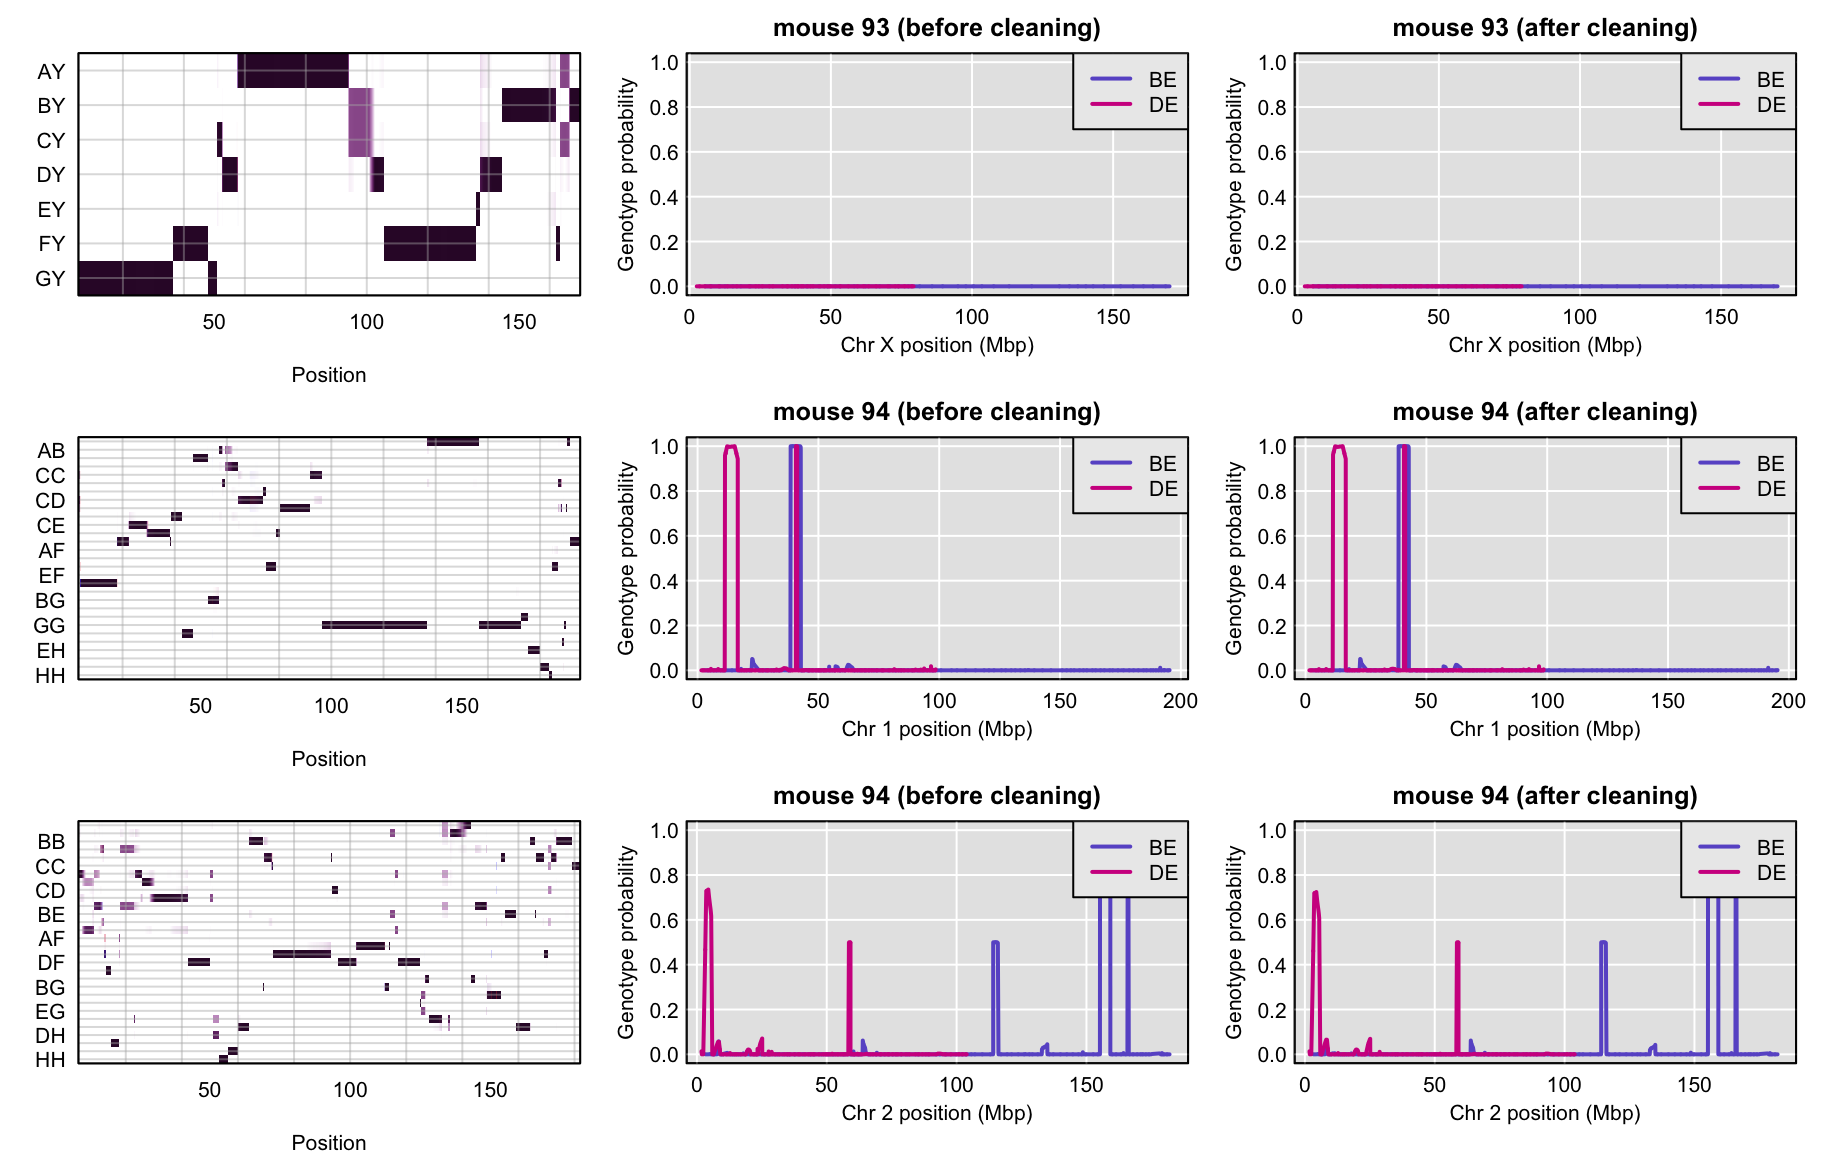 mouse 93 (before cleaning)
mouse 93 (after cleaning)
AY
BY
CY
DY
EY
FY
GY
50 100 150
Position
Genotype probability
1.0
0.8
0.6
0.4
0.2
0.0
BE
DE
0 50 100 150
Chr X position (Mbp)
Genotype probability
1.0
0.8
0.6
0.4
0.2
0.0
BE
DE
0 50 100 150
Chr X position (Mbp)
mouse 94 (before cleaning)
mouse 94 (after cleaning)
AB
CC
CD
CE
AF
EF
BG
GG
EH
HH
50 100 150
Position
Genotype probability
1.0
0.8
0.6
0.4
0.2
0.0
BE
DE
0 50 100 150 200
Chr 1 position (Mbp)
Genotype probability
1.0
0.8
0.6
0.4
0.2
0.0
BE
DE
0 50 100 150 200
Chr 1 position (Mbp)
mouse 94 (before cleaning)
mouse 94 (after cleaning)
BB
CC
CD
BE
AF
DF
BG
EG
DH
HH
50 100 150
Position
Genotype probability
1.0
0.8
0.6
0.4
0.2
0.0
BE
DE
0 50 100 150
Chr 2 position (Mbp)
Genotype probability
1.0
0.8
0.6
0.4
0.2
0.0
BE
DE
0 50 100 150
Chr 2 position (Mbp)